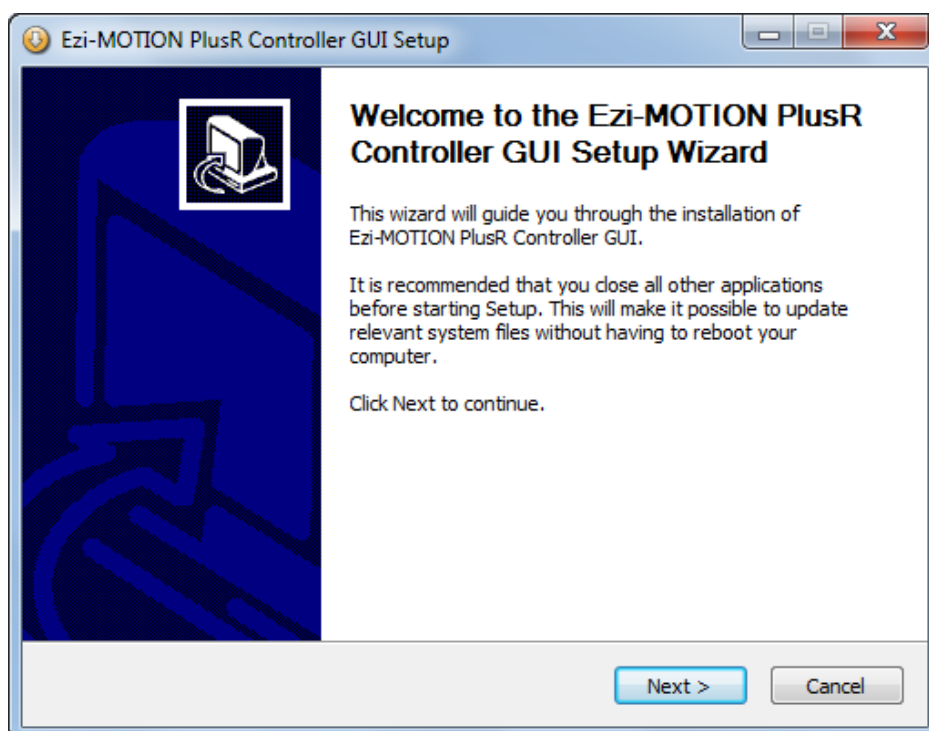 Ezi-MOTION PlusR Controller GUI Setup
Welcome to the Ezi-MOTION PlusR
Controller GUI Setup Wizard
This wizard will guide you through the installation of
Ezi-MOTION PlusR Controller GUI.
It is recommended that you close all other applications
before starting Setup. This will make it possible to update
relevant system files without having to reboot your
computer.
Click Next to continue.
Next >
Cancel